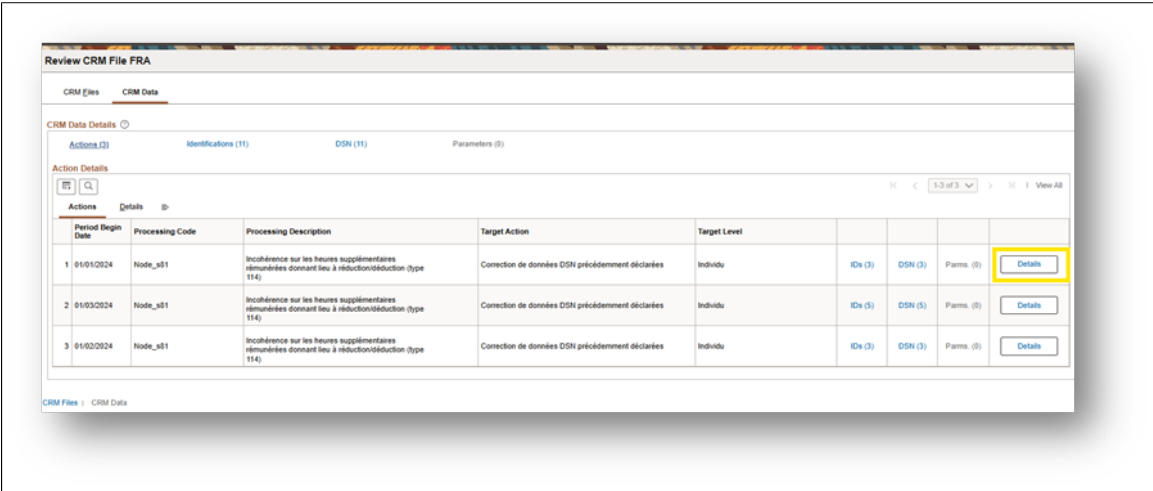 Review CRM File FRA
CRM Files CRM Data
CRM Data Details
Actions (3) Identifications (11) DSN (11) Parameters (0)
Action Details
1-3 of 3 View All
Actions Details
Period Begin Date Processing Code Processing Description Target Action Target Level
1 01/01/2024 Node_s81 Incohérence sur les heures supplémentaires rémunérées donnant lieu à réduction/déduction (type 114) Correction de données DSN précédemment déclarées Individu IDs (3) DSN (3) Parms. (0) Details
2 01/03/2024 Node_s81 Incohérence sur les heures supplémentaires rémunérées donnant lieu à réduction/déduction (type 114) Correction de données DSN précédemment déclarées Individu IDs (5) DSN (5) Parms. (0) Details
3 01/02/2024 Node_s81 Incohérence sur les heures supplémentaires rémunérées donnant lieu à réduction/déduction (type 114) Correction de données DSN précédemment déclarées Individu IDs (3) DSN (3) Parms. (0) Details
CRM Files | CRM Data